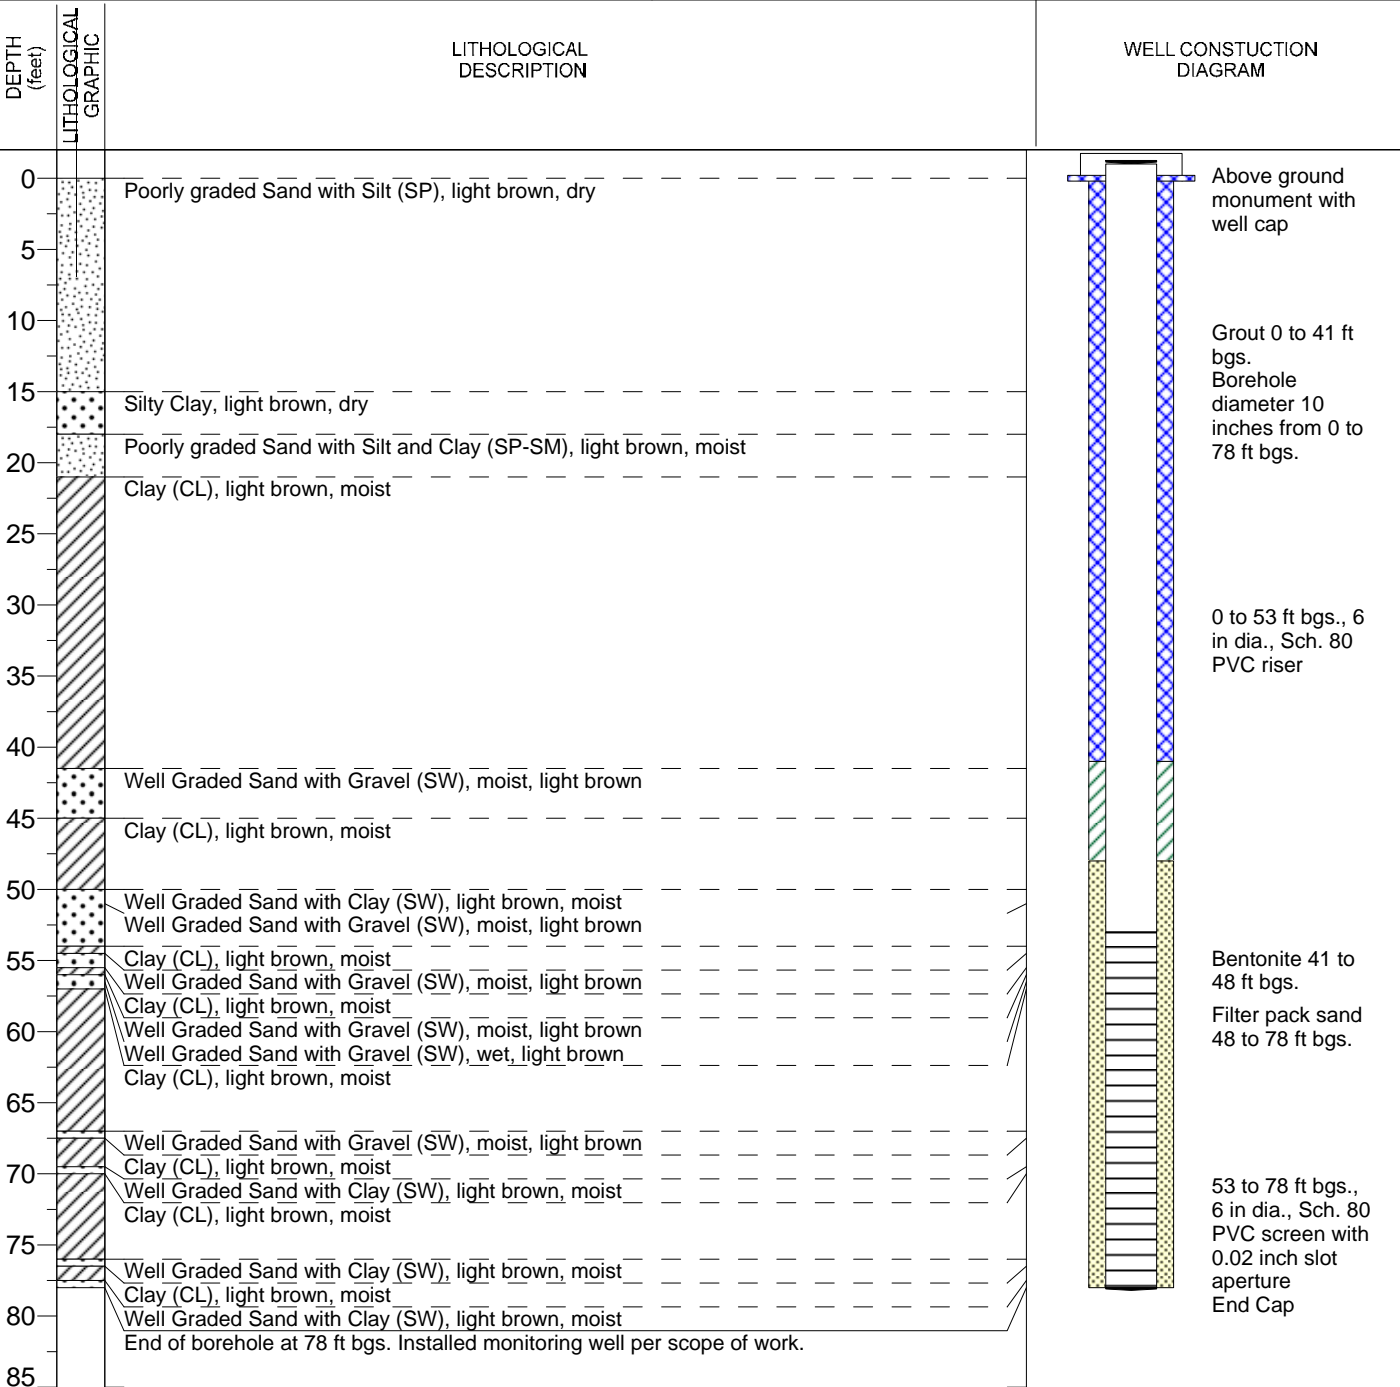 DEPTH
(feet)
LITHOLOGICAL
GRAPHIC
LITHOLOGICAL
DESCRIPTION
WELL CONSTUCTION
DIAGRAM
0
5
10
15
20
25
30
35
40
45
50
55
60
65
70
75
80
85
Poorly graded Sand with Silt (SP), light brown, dry
Silty Clay, light brown, dry
Poorly graded Sand with Silt and Clay (SP-SM), light brown, moist
Clay (CL), light brown, moist
Well Graded Sand with Gravel (SW), moist, light brown
Clay (CL), light brown, moist
Well Graded Sand with Clay (SW), light brown, moist
Well Graded Sand with Gravel (SW), moist, light brown
Clay (CL), light brown, moist
Well Graded Sand with Gravel (SW), moist, light brown
Clay (CL), light brown, moist
Well Graded Sand with Gravel (SW), moist, light brown
Well Graded Sand with Gravel (SW), wet, light brown
Clay (CL), light brown, moist
Well Graded Sand with Gravel (SW), moist, light brown
Clay (CL), light brown, moist
Well Graded Sand with Clay (SW), light brown, moist
Clay (CL), light brown, moist
Well Graded Sand with Clay (SW), light brown, moist
Clay (CL), light brown, moist
Well Graded Sand with Clay (SW), light brown, moist
End of borehole at 78 ft bgs. Installed monitoring well per scope of work.
Above ground
monument with
well cap
Grout 0 to 41 ft
bgs.
Borehole
diameter 10
inches from 0 to
78 ft bgs.
0 to 53 ft bgs., 6
in dia., Sch. 80
PVC riser
Bentonite 41 to
48 ft bgs.
Filter pack sand
48 to 78 ft bgs.
53 to 78 ft bgs.,
6 in dia., Sch. 80
PVC screen with
0.02 inch slot
aperture
End Cap